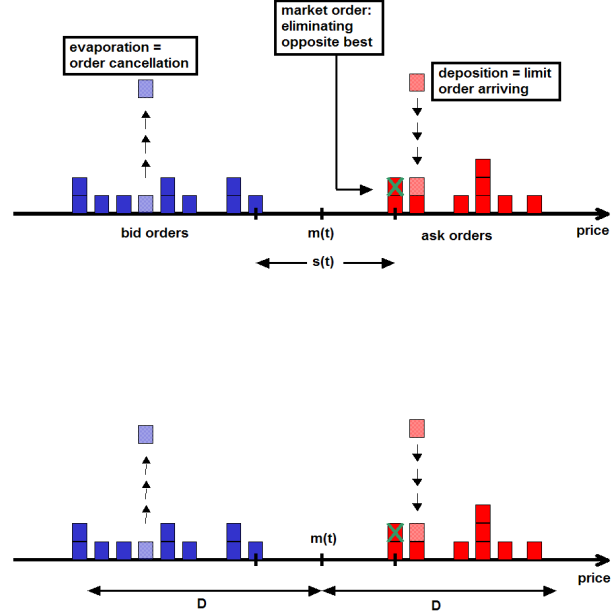 market order:
eliminating
opposite best
evaporation =
order cancellation
deposition = limit
order arriving
bid orders
m(t)
ask orders
price
s(t)
m(t)
price
D
D